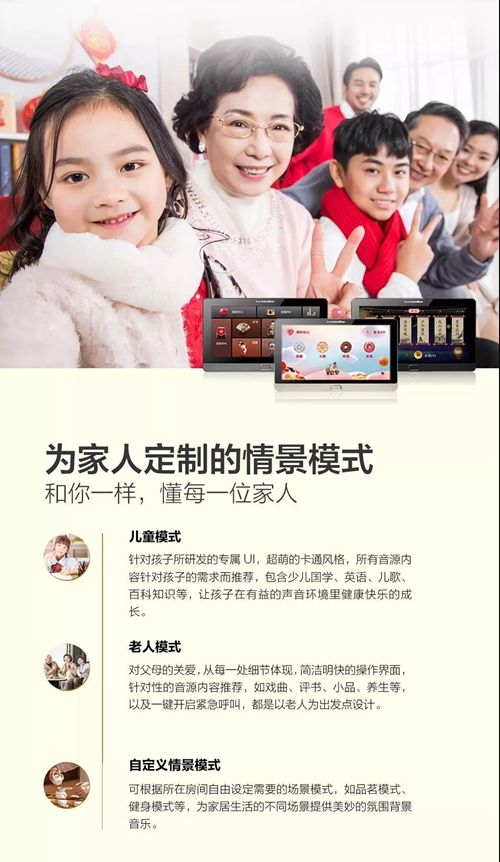 为家人定制的情景模式
和你一样，懂每一位家人
儿童模式
针对孩子所研发的专属 UI，超萌的卡通风格，所有音源内
容针对孩子的需求而推荐，包含少儿国学、英语、儿歌、
百科知识等，让孩子在有益的声音环境里健康快乐的成
长。
老人模式
对父母的关爱，从每一处细节体现，简洁明快的操作界面，
针对性的音源内容推荐，如戏曲、评书、小品、养生等，
以及一键开启紧急呼叫，都是以老人为出发点设计。
自定义情景模式
可根据所在房间自由设定需要的场景模式，如品茗模式、
健身模式等，为家居生活的不同场景提供美妙的氛围背景
音乐。